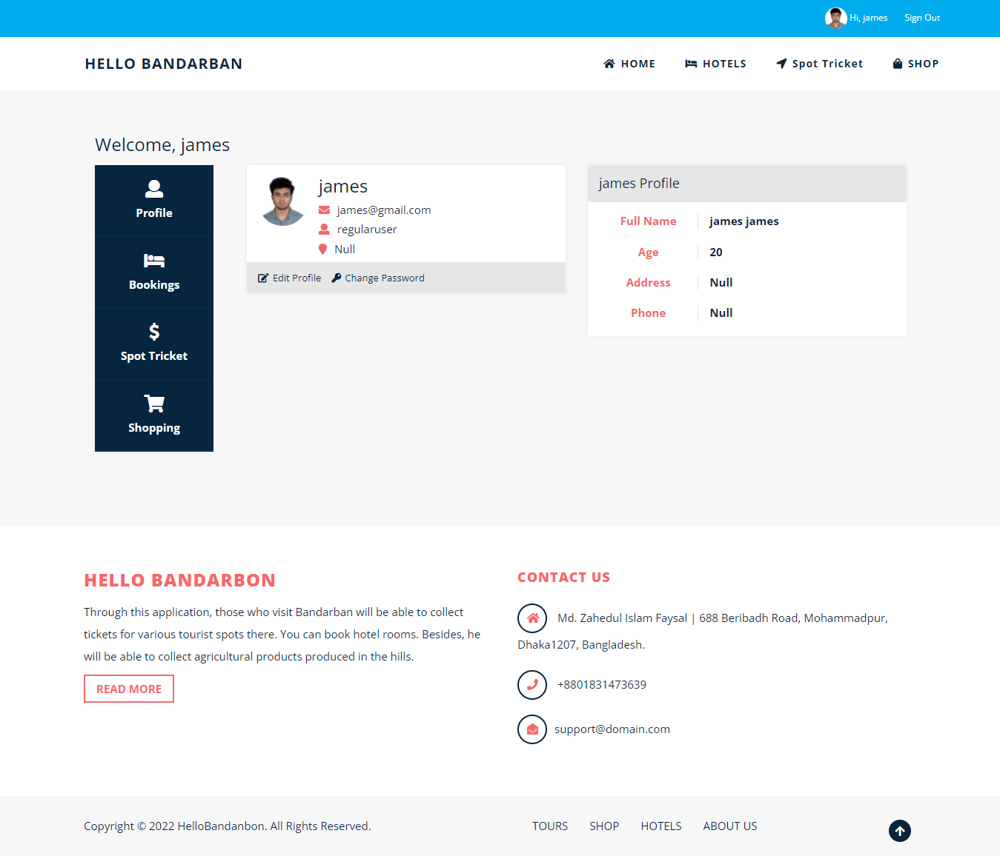 Hi, james Sign Out
HELLO BANDARBAN HOME HOTELS Spot Tricket SHOP
Welcome, james
Profile
Bookings
Spot Tricket
Shopping
james
james@gmail.com
regularuser
Null
Edit Profile Change Password
james Profile
Full Name james james
Age 20
Address Null
Phone Null
HELLO BANDARBON
Through this application, those who visit Bandarban will be able to collect
tickets for various tourist spots there. You can book hotel rooms. Besides, he
will be able to collect agricultural products produced in the hills.
READ MORE
CONTACT US
Md. Zahedul Islam Faysal | 688 Beribadh Road, Mohammadpur,
Dhaka1207, Bangladesh.
+8801831473639
support@domain.com
Copyright © 2022 HelloBandanbon. All Rights Reserved. TOURS SHOP HOTELS ABOUT US